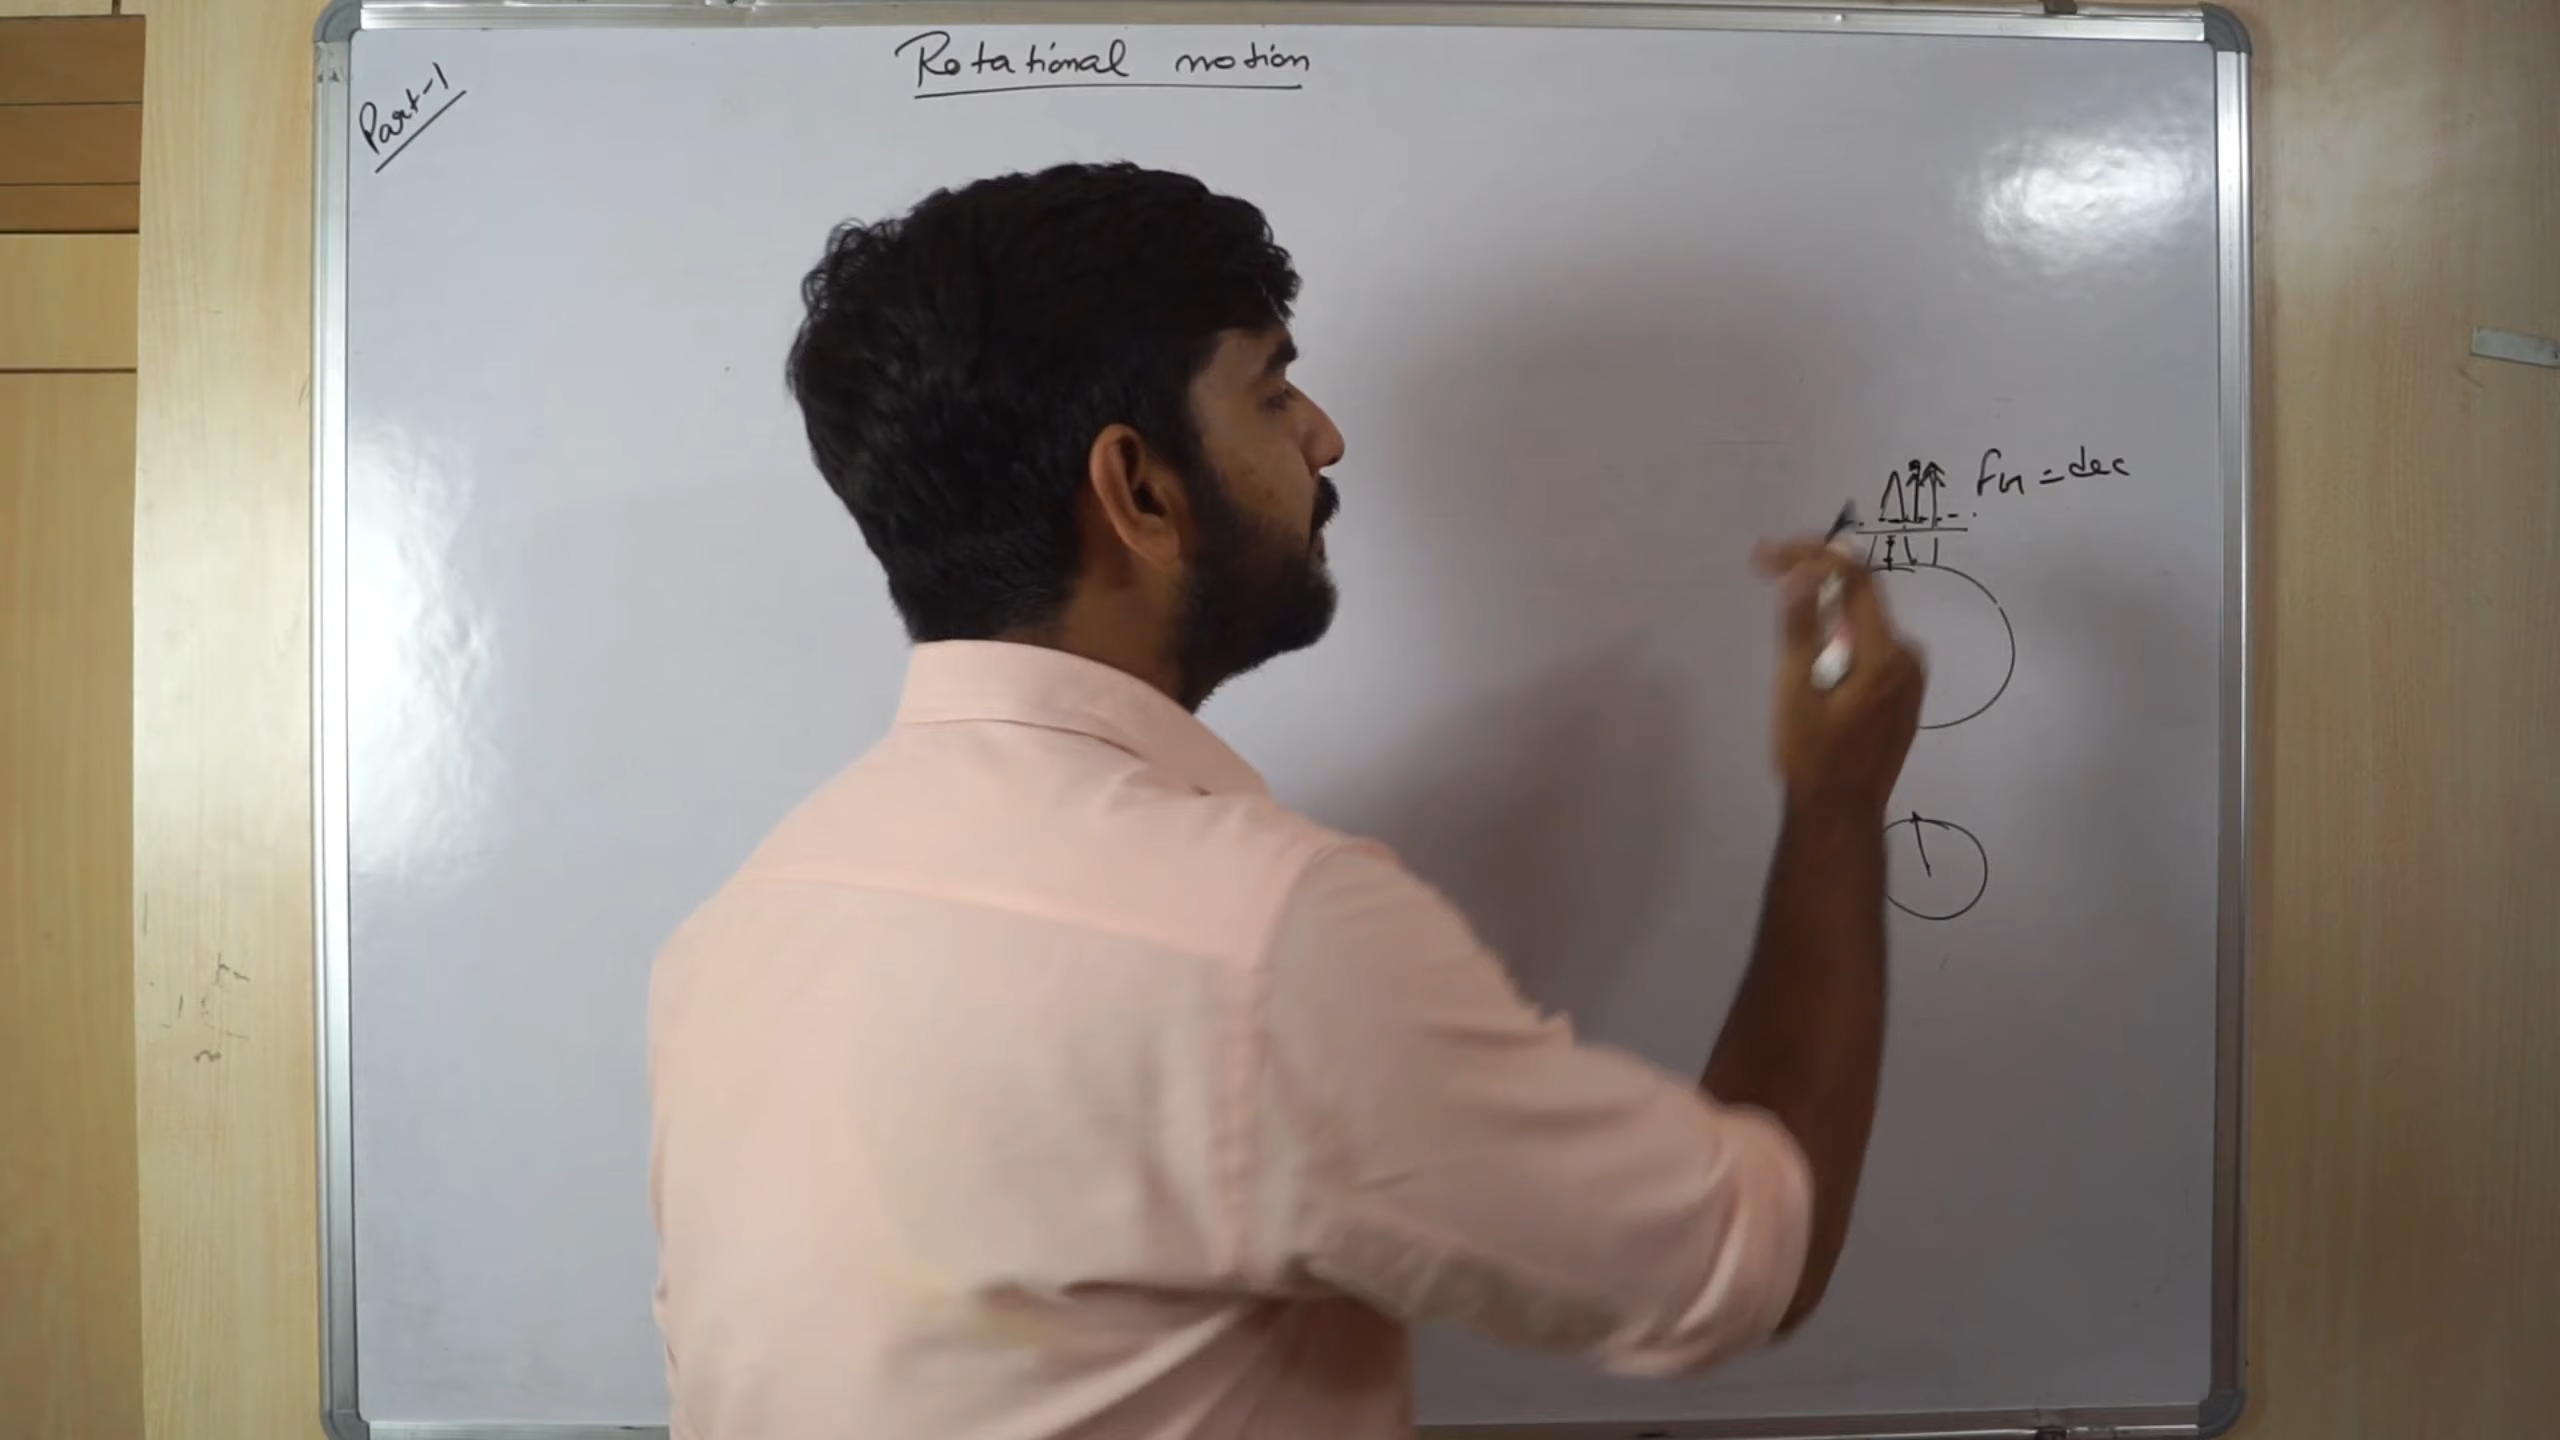 Rotational motion
Part-1
Fn = dec